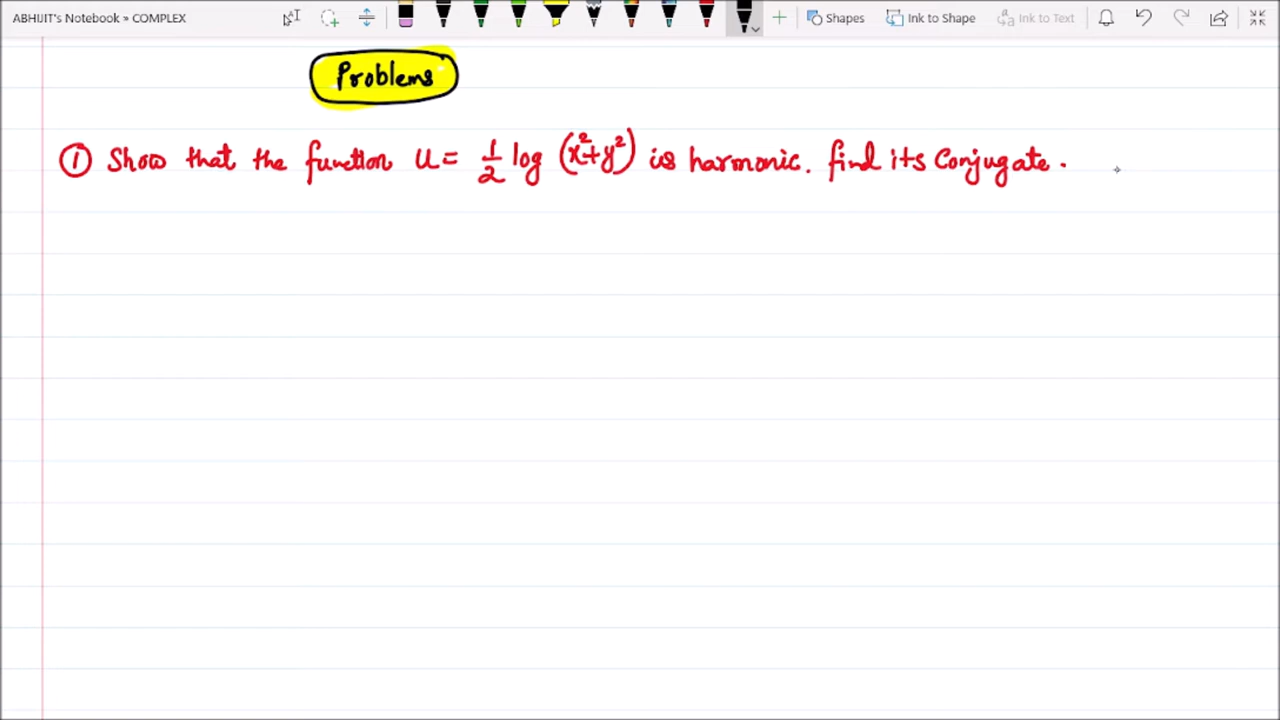 ABHIJIT's Notebook » COMPLEX
Shapes
Ink to Shape
Ink to Text
Problems
① Show that the function u = 1/2 log (x²+y²) is harmonic. find its Conjugate.